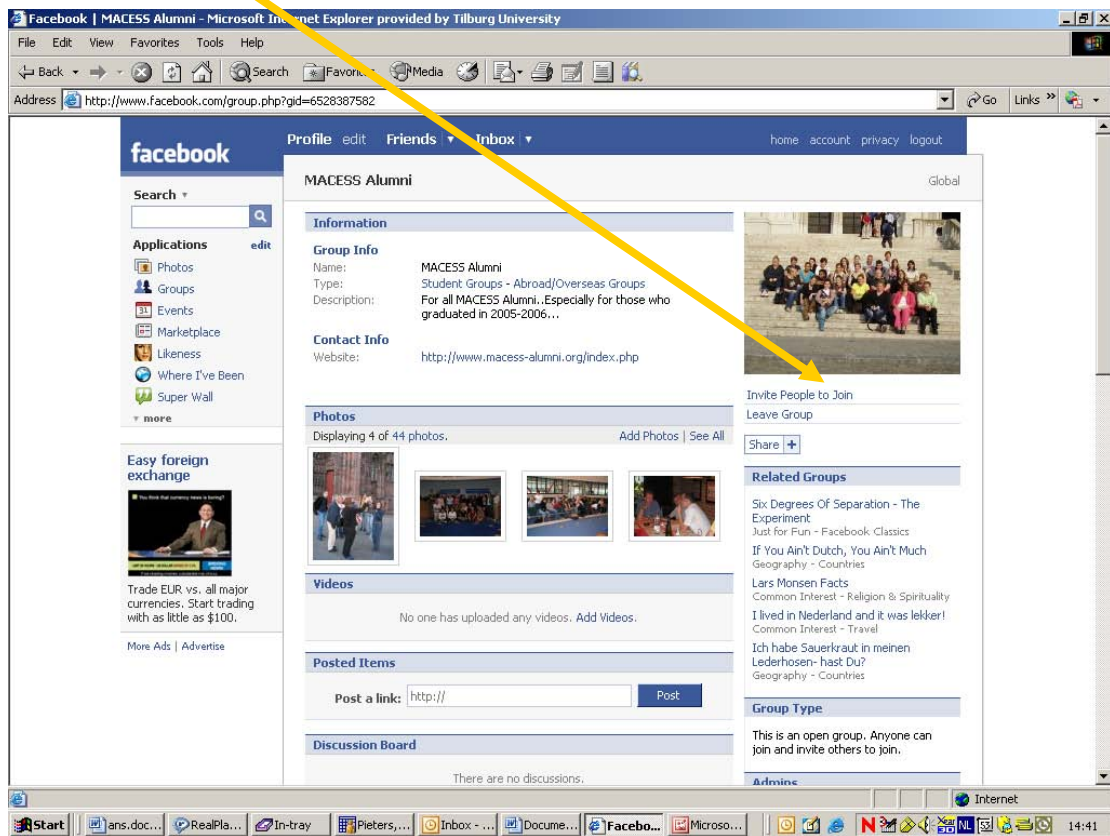 Facebook | MACESS Alumni - Microsoft Internet Explorer provided by Tilburg University
File Edit View Favorites Tools Help
Back Search Favorites Media
Address http://www.facebook.com/group.php?gid=6528387582 Go Links »
facebook
Profile edit Friends Inbox home account privacy logout
MACESS Alumni Global
Search
Applications edit
Photos
Groups
31 Events
Marketplace
Likeness
Where I've Been
Super Wall
more
Easy foreign
exchange
Trade EUR vs. all major
currencies. Start trading
with as little as $100.
More Ads | Advertise
Information
Group Info
Name: MACESS Alumni
Type: Student Groups - Abroad/Overseas Groups
Description: For all MACESS Alumni..Especially for those who
graduated in 2005-2006...
Contact Info
Website: http://www.macess-alumni.org/index.php
Photos
Displaying 4 of 44 photos. Add Photos | See All
Videos
No one has uploaded any videos. Add Videos.
Posted Items
Post a link: http:// Post
Discussion Board
There are no discussions.
Invite People to Join
Leave Group
Share +
Related Groups
Six Degrees Of Separation - The
Experiment
Just for Fun - Facebook Classics
If You Ain't Dutch, You Ain't Much
Geography - Countries
Lars Monsen Facts
Common Interest - Religion & Spirituality
I lived in Nederland and it was lekker!
Common Interest - Travel
Ich habe Sauerkraut in meinen
Lederhosen- hast Du?
Geography - Countries
Group Type
This is an open group. Anyone can
join and invite others to join.
Admins
Internet
Start ans.doc... RealPla... In-tray Pieters,... Inbox - ... Docume... Facebo... Microso... NL 14:41